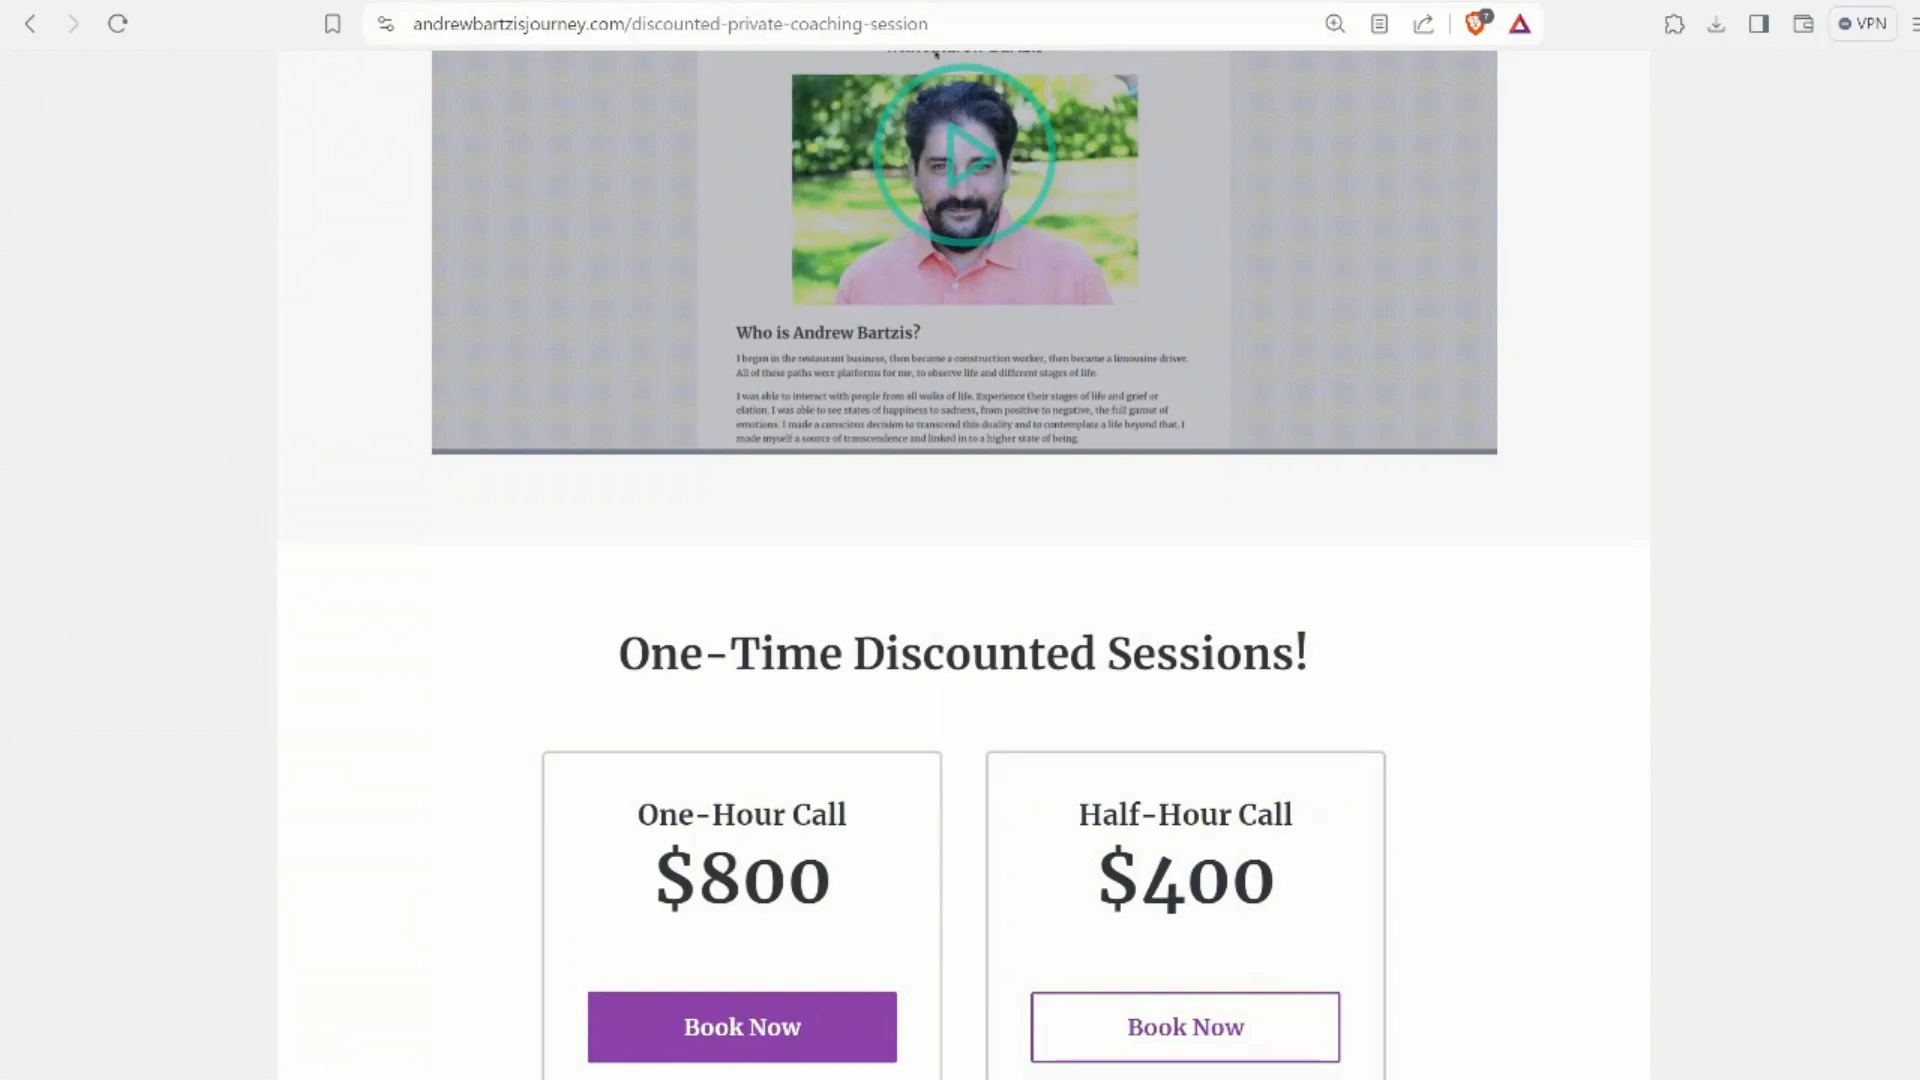 andrewbartzisjourney.com/discounted-private-coaching-session
7
VPN
Who is Andrew Bartzis?
I began in the restaurant business, then became a construction worker, then became a limousine driver.
All of these paths were platforms for me, to observe life and different stages of life.
I was able to interact with people from all walks of life. Experience their stages of life and grief or
elation. I was able to see states of happiness to sadness, from positive to negative, the full gamut of
emotions. I made a conscious decision to transcend this duality and to contemplate a life beyond that. I
made myself a source of transcendence and linked in to a higher state of being.
One-Time Discounted Sessions!
One-Hour Call
$800
Book Now
Half-Hour Call
$400
Book Now